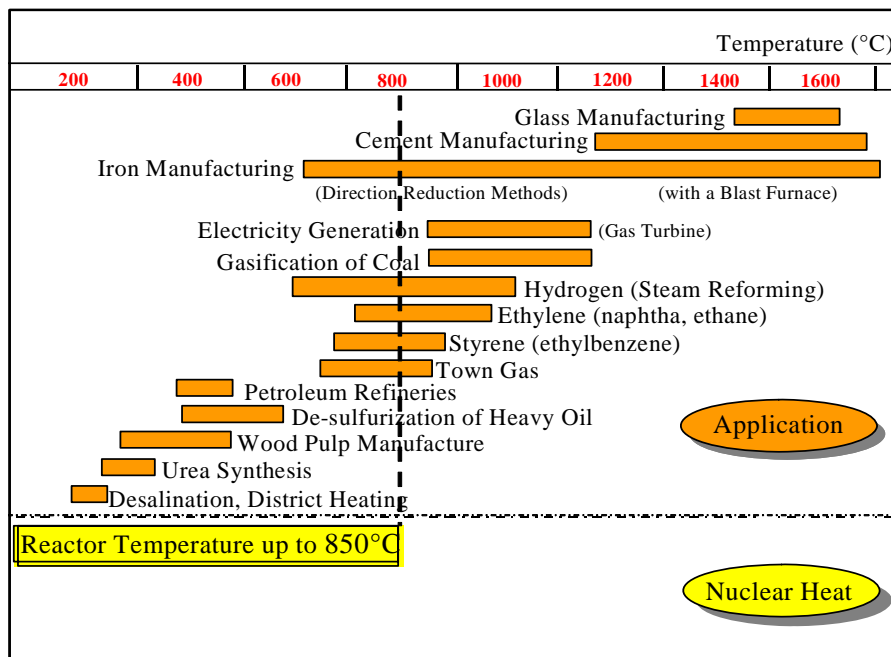 Temperature (°C)
200 400 600 800 1000 1200 1400 1600
Glass Manufacturing
Cement Manufacturing
Iron Manufacturing
(Direction Reduction Methods) (with a Blast Furnace)
Electricity Generation (Gas Turbine)
Gasification of Coal
Hydrogen (Steam Reforming)
Ethylene (naphtha, ethane)
Styrene (ethylbenzene)
Town Gas
Petroleum Refineries
De-sulfurization of Heavy Oil
Application
Wood Pulp Manufacture
Urea Synthesis
Desalination, District Heating
Reactor Temperature up to 850°C
Nuclear Heat